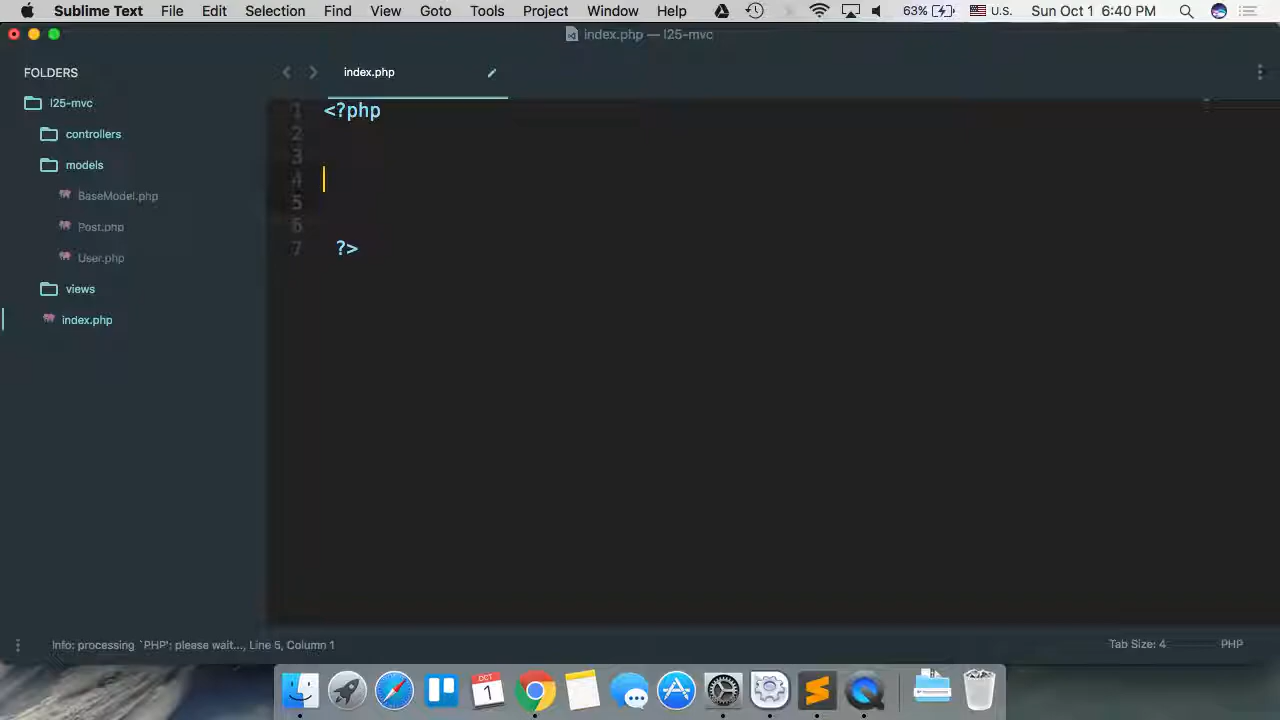 Sublime Text File Edit Selection Find View Goto Tools Project Window Help 63% U.S. Sun Oct 1 6:40 PM
index.php — l25-mvc
FOLDERS
l25-mvc
controllers
models
BaseModel.php
Post.php
User.php
views
index.php
index.php
1 <?php
2
3
4
5
6
7 ?>
Info: processing `PHP': please wait..., Line 5, Column 1 Tab Size: 4 PHP
OCT
1